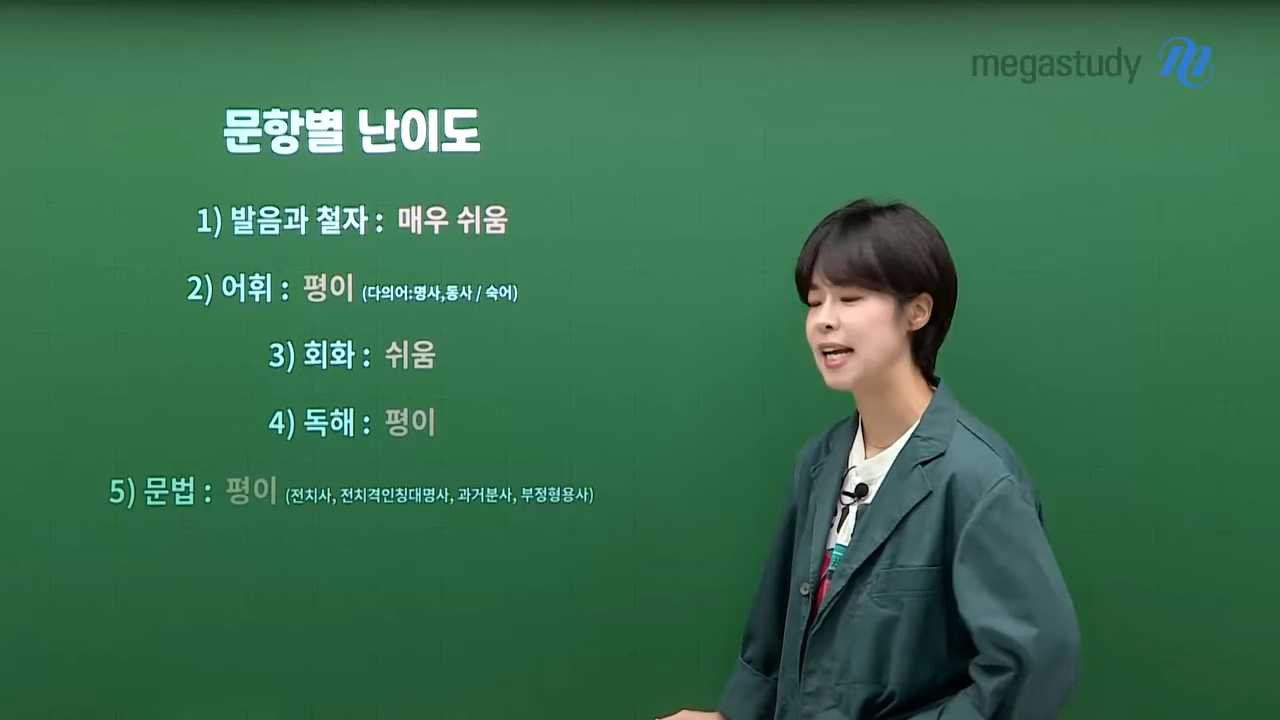 megastudy
문항별 난이도
1) 발음과 철자 : 매우 쉬움
2) 어휘 : 평이 (다의어:명사,동사 / 숙어)
3) 회화 : 쉬움
4) 독해 : 평이
5) 문법 : 평이 (전치사, 전치격인칭대명사, 과거분사, 부정형용사)